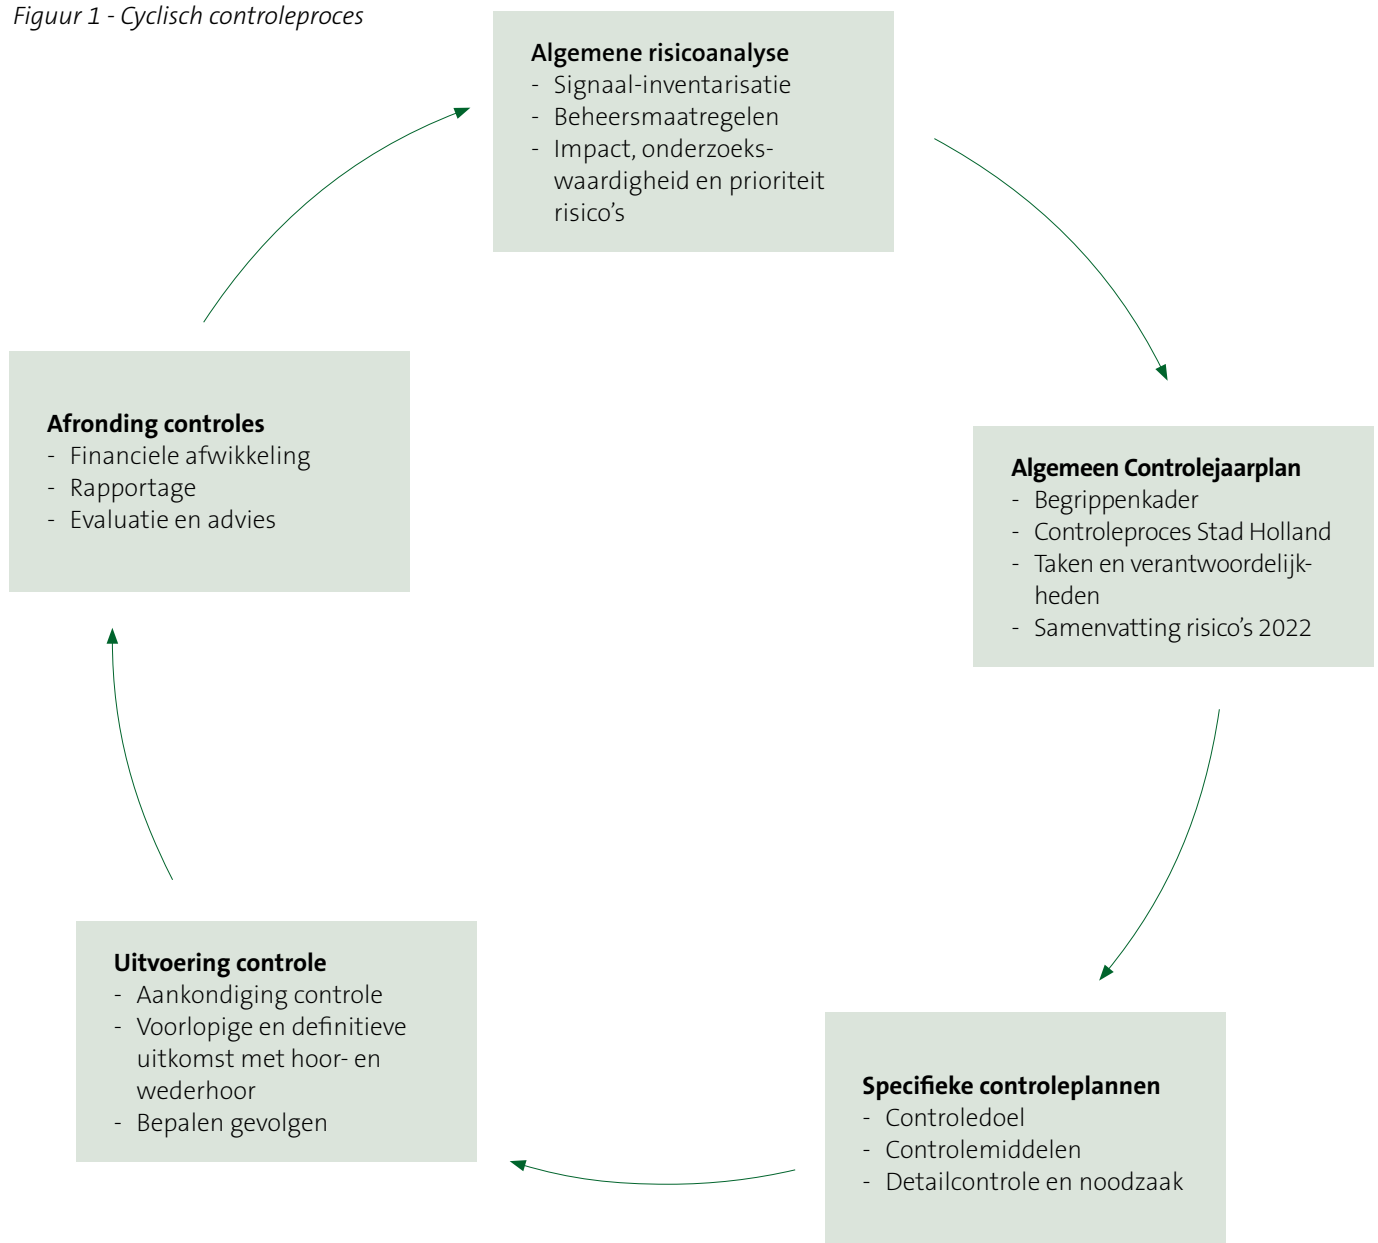 Figuur 1 - Cyclisch controleproces
Algemene risicoanalyse
- Signaal-inventarisatie
- Beheersmaatregelen
- Impact, onderzoeks-
waardigheid en prioriteit
risico’s
Algemeen Controlejaarplan
- Begrippenkader
- Controleproces Stad Holland
- Taken en verantwoordelijk-
heden
- Samenvatting risico’s 2022
Specifieke controleplannen
- Controledoel
- Controlemiddelen
- Detailcontrole en noodzaak
Uitvoering controle
- Aankondiging controle
- Voorlopige en definitieve
uitkomst met hoor- en
wederhoor
- Bepalen gevolgen
Afronding controles
- Financiele afwikkeling
- Rapportage
- Evaluatie en advies